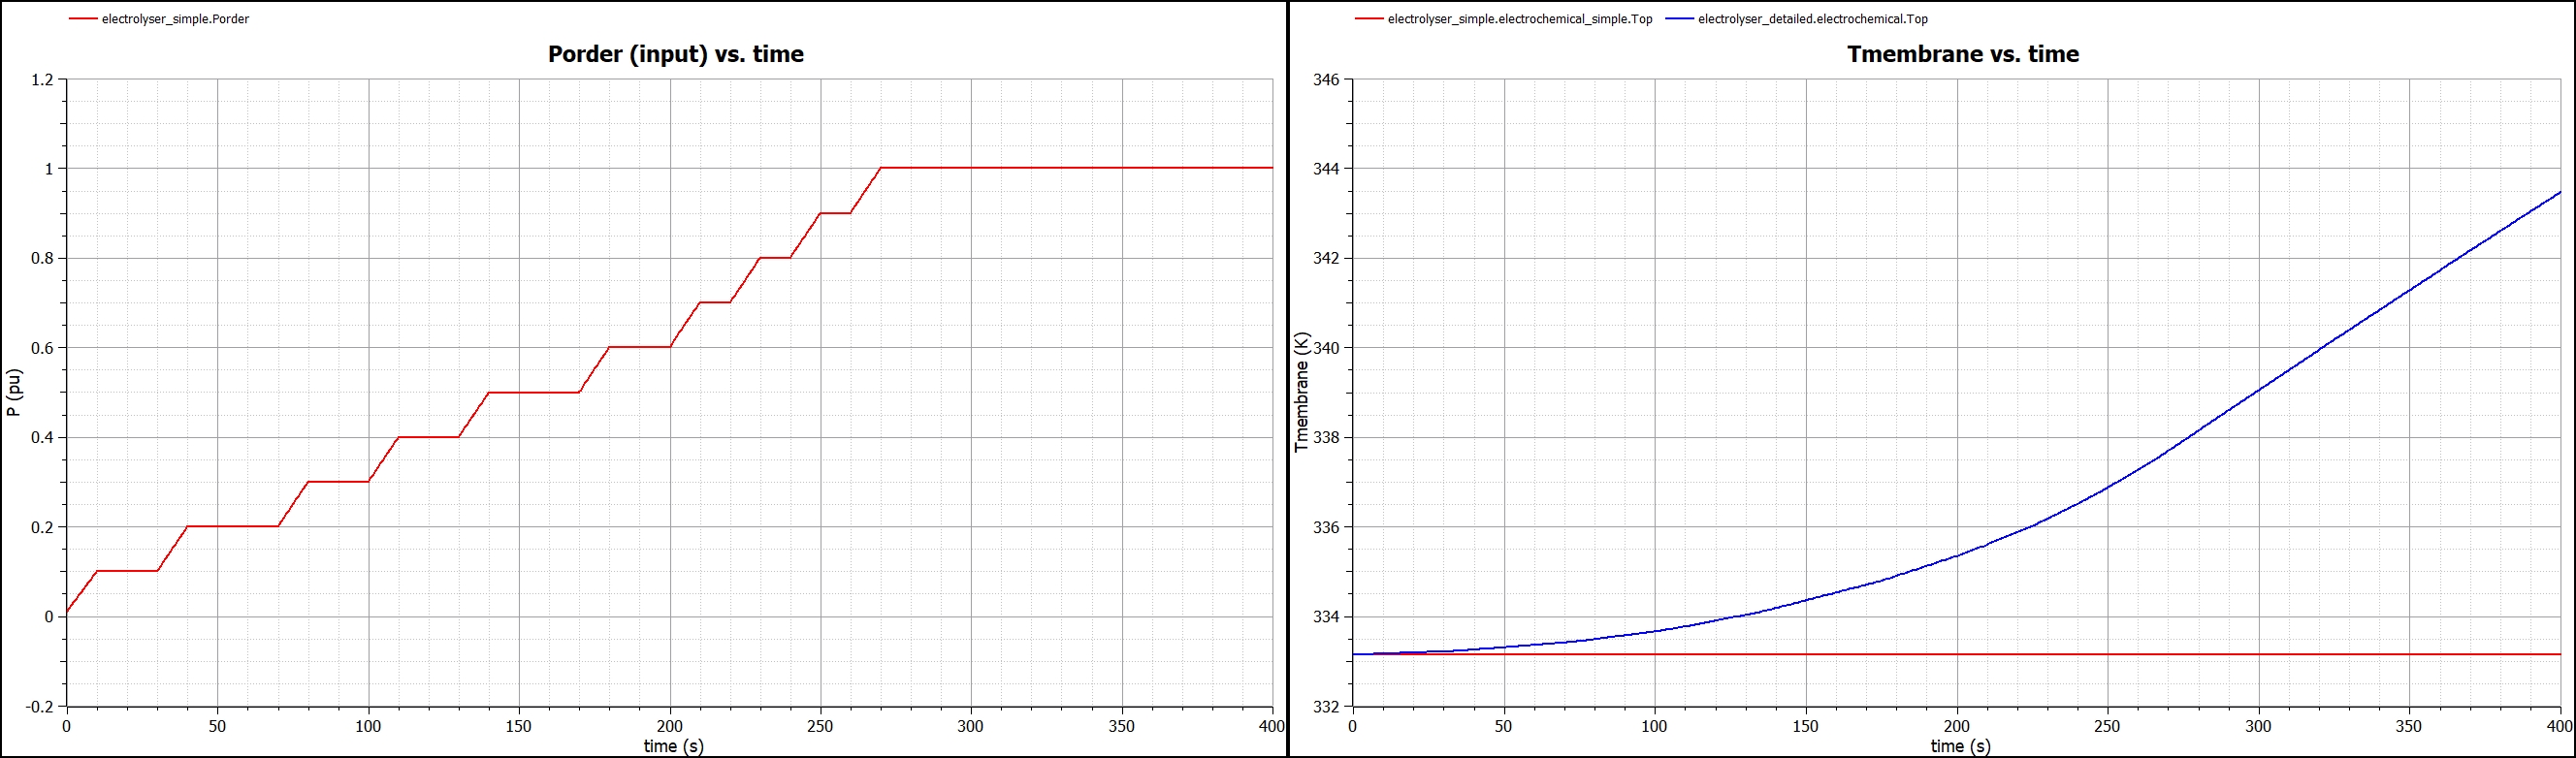 electrolyser_simple.Porder
Porder (input) vs. time
1.2
1
0.8
0.6
0.4
0.2
0
-0.2
P (pu)
0 50 100 150 200 250 300 350 400
time (s)
electrolyser_simple.electrochemical_simple.Top electrolyser_detailed.electrochemical.Top
Tmembrane vs. time
346
344
342
340
338
336
334
332
Tmembrane (K)
0 50 100 150 200 250 300 350 400
time (s)